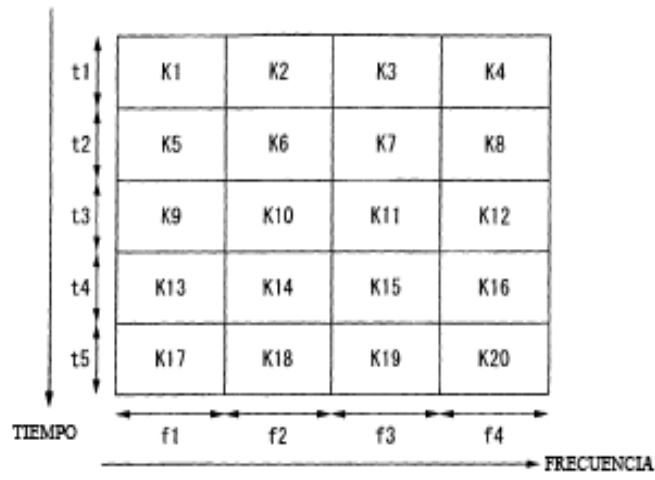 t1 K1 K2 K3 K4
t2 K5 K6 K7 K8
t3 K9 K10 K11 K12
t4 K13 K14 K15 K16
t5 K17 K18 K19 K20
TIEMPO f1 f2 f3 f4
FRECUENCIA